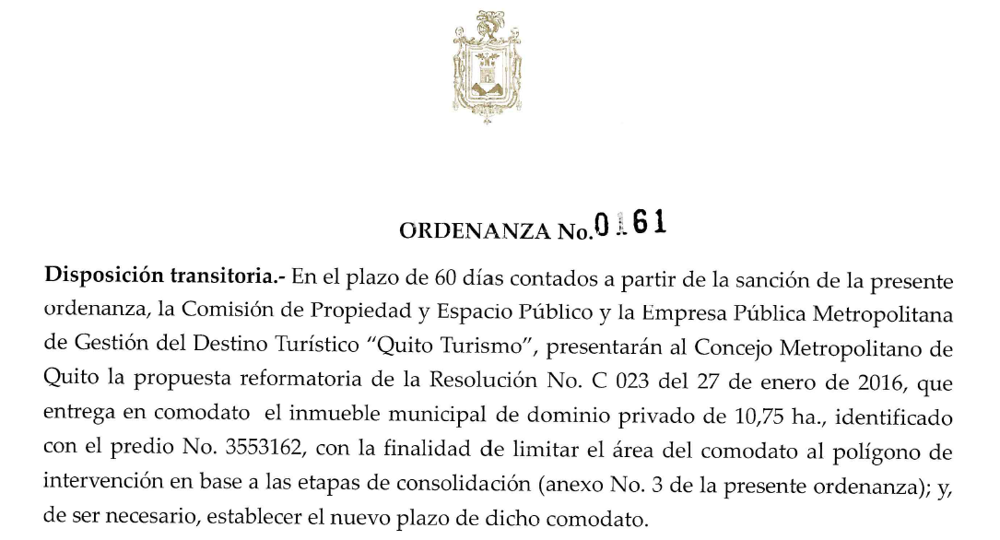 ORDENANZA No. 0161
Disposición transitoria.- En el plazo de 60 días contados a partir de la sanción de la presente
ordenanza, la Comisión de Propiedad y Espacio Público y la Empresa Pública Metropolitana
de Gestión del Destino Turístico “Quito Turismo”, presentarán al Concejo Metropolitano de
Quito la propuesta reformatoria de la Resolución No. C 023 del 27 de enero de 2016, que
entrega en comodato el inmueble municipal de dominio privado de 10,75 ha., identificado
con el predio No. 3553162, con la finalidad de limitar el área del comodato al polígono de
intervención en base a las etapas de consolidación (anexo No. 3 de la presente ordenanza); y,
de ser necesario, establecer el nuevo plazo de dicho comodato.